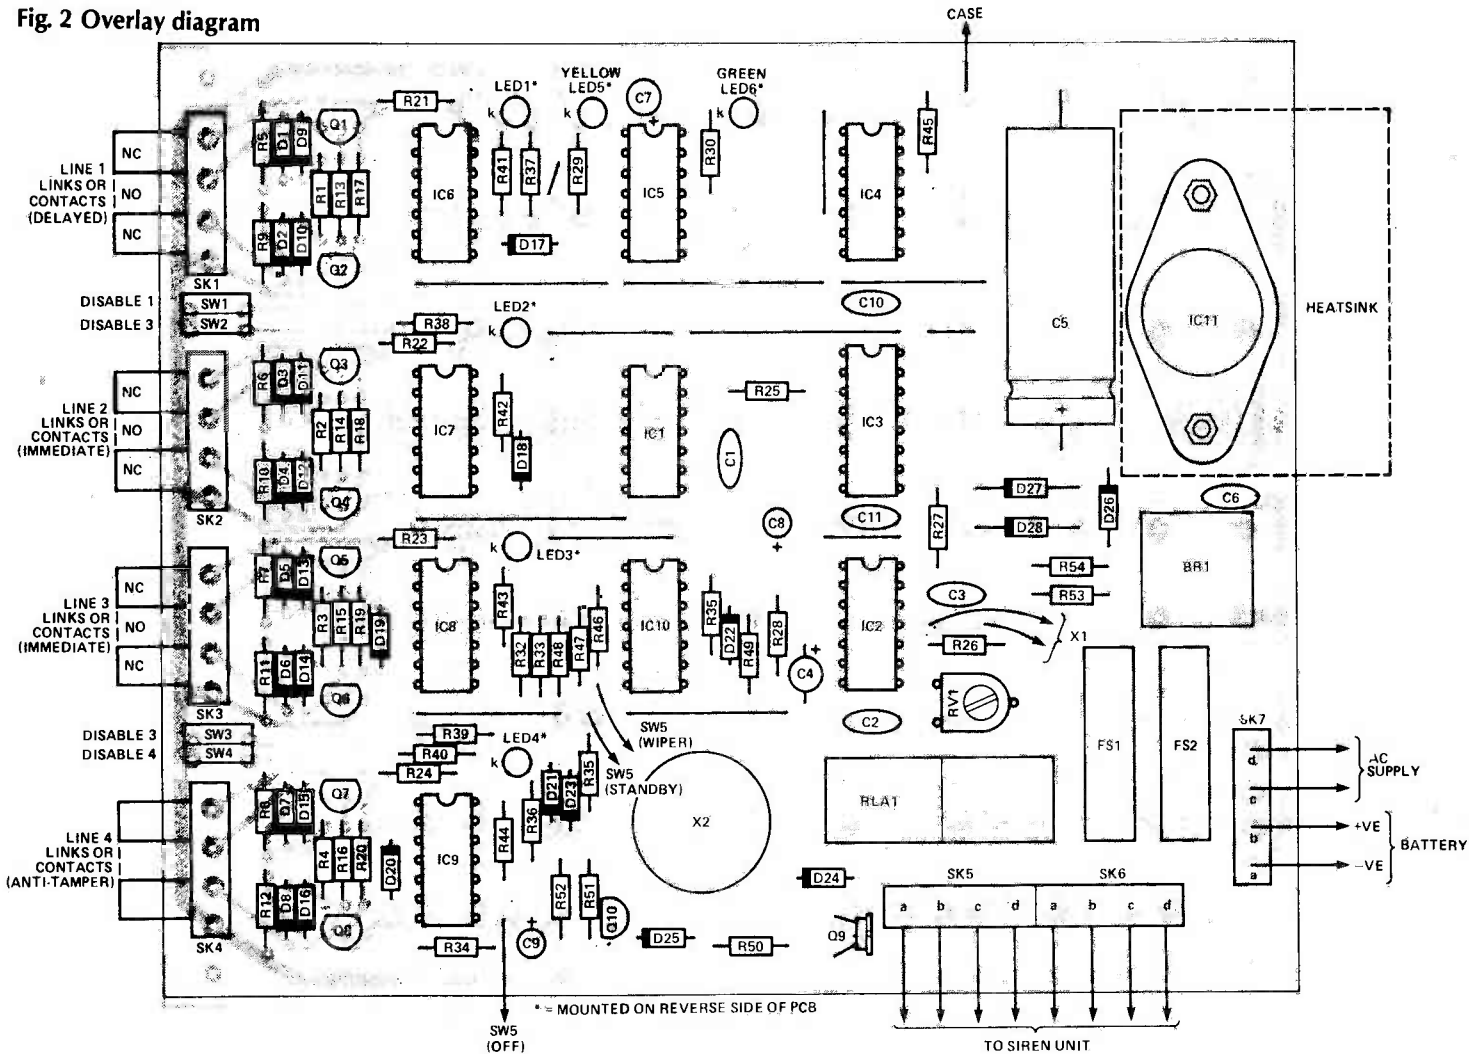 Fig. 2 Overlay diagram
CASE
LED1*
k
YELLOW
LED5*
k
C7
+
GREEN
LED6*
k
R21
R5
D1
D9
Q1
R41
R37
R29
R30
R45
NC
LINE 1
LINKS OR
CONTACTS
(DELAYED)
NO
NC
R1
R13
R17
IC6
IC5
IC4
R9
D2
D10
Q2
D17
SK1
DISABLE 1
SW1
DISABLE 3
SW2
LED2*
k
C10
C5
+
IC11
HEATSINK
R38
R22
NC
LINE 2
LINKS OR
CONTACTS
(IMMEDIATE)
NO
NC
R6
D3
D11
Q3
R2
R14
R18
IC7
R42
D18
IC1
R25
C1
IC3
R10
D4
D12
Q4
SK2
C8
+
C11
R27
D27
D28
D26
C6
R23
k
LED3*
R54
R53
BR1
NC
LINE 3
LINKS OR
CONTACTS
(IMMEDIATE)
NO
NC
R7
D5
D13
Q5
R3
R15
R19
D19
IC8
R43
R32
R33
R48
R47
R46
IC10
R35
D22
R49
R28
C4
+
IC2
C3
R26
X1
R11
D6
D14
Q6
SK3
RV1
C2
DISABLE 3
SW3
DISABLE 4
SW4
R39
R40
R24
LED4*
k
SW5
(WIPER)
SW5
(STANDBY)
FS1
FS2
SK7
d
c
b
a
AC
SUPPLY
+VE
BATTERY
-VE
LINE 4
LINKS OR
CONTACTS
(ANTI-TAMPER)
R8
D7
D15
Q7
R4
R16
R20
D20
IC9
R44
R36
D21
D23
R35
X2
RLA1
R12
D8
D16
Q8
SK4
R34
C9
+
R52
R51
Q10
D25
R50
D24
Q9
SK5
SK6
a b c d a b c d
* = MOUNTED ON REVERSE SIDE OF PCB
SW5
(OFF)
TO SIREN UNIT